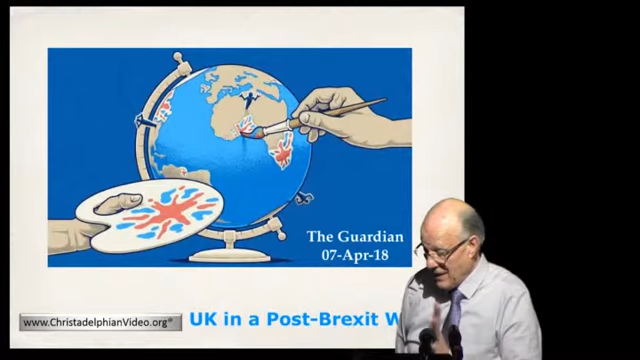 The Guardian
07-Apr-18
www.ChristadelphianVideo.org®
UK in a Post-Brexit